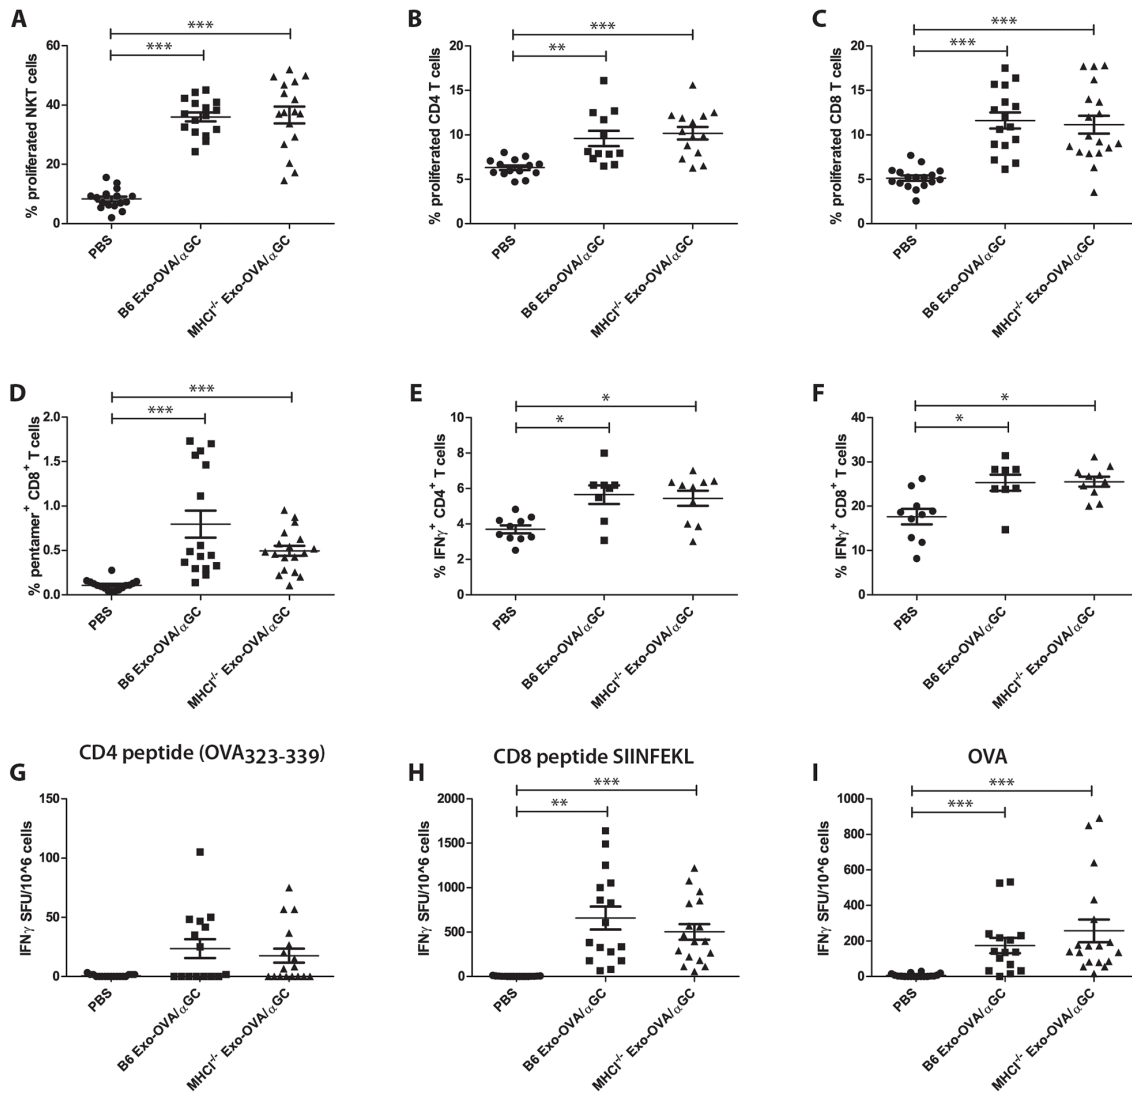 A
% proliferated NKT cells
60
40
20
0
***
***
PBS
B6 Exo-OVA/αGC
MHCI-/- Exo-OVA/αGC
B
% proliferated CD4 T cells
20
15
10
5
0
***
**
PBS
B6 Exo-OVA/αGC
MHCI-/- Exo-OVA/αGC
C
% proliferated CD8 T cells
20
15
10
5
0
***
***
PBS
B6 Exo-OVA/αGC
MHCI-/- Exo-OVA/αGC
D
% pentamer+ CD8+ T cells
2.0
1.5
1.0
0.5
0.0
***
***
PBS
B6 Exo-OVA/αGC
MHCI-/- Exo-OVA/αGC
E
% IFNγ+ CD4+ T cells
10
8
6
4
2
0
*
*
PBS
B6 Exo-OVA/αGC
MHCI-/- Exo-OVA/αGC
F
% IFNγ+ CD8+ T cells
40
30
20
10
0
*
*
PBS
B6 Exo-OVA/αGC
MHCI-/- Exo-OVA/αGC
G
CD4 peptide (OVA323-339)
IFNγ SFU/10^6 cells
150
100
50
0
PBS
B6 Exo-OVA/αGC
MHCI-/- Exo-OVA/αGC
H
CD8 peptide SIINFEKL
IFNγ SFU/10^6 cells
2000
1500
1000
500
0
***
**
PBS
B6 Exo-OVA/αGC
MHCI-/- Exo-OVA/αGC
I
OVA
IFNγ SFU/10^6 cells
1000
800
600
400
200
0
***
***
PBS
B6 Exo-OVA/αGC
MHCI-/- Exo-OVA/αGC